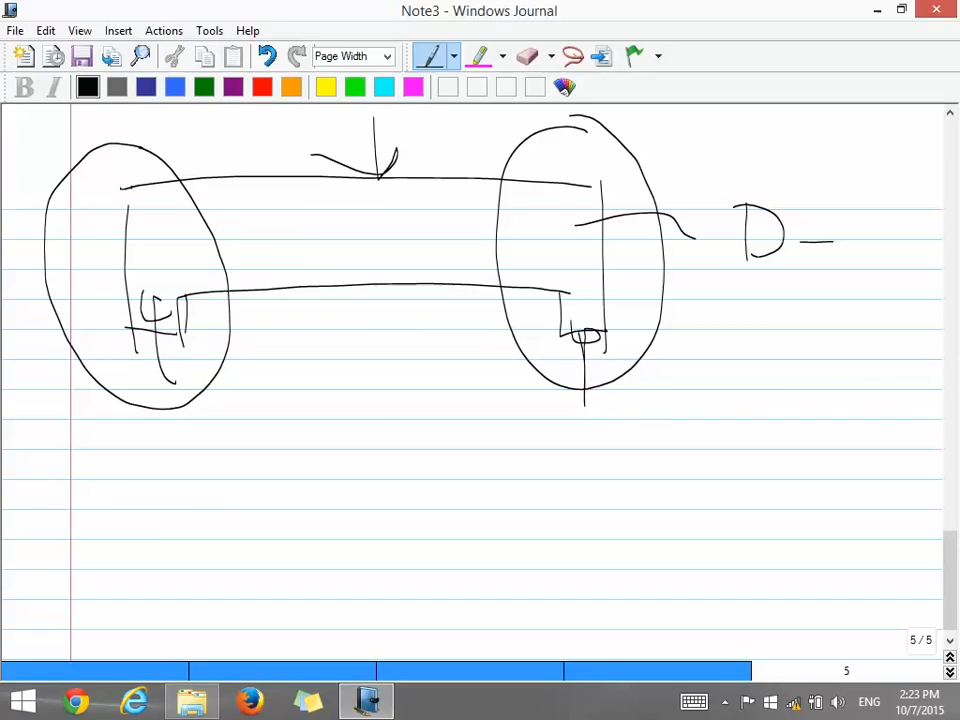 Note3 - Windows Journal
File Edit View Insert Actions Tools Help
Page Width
B I
D -
5 / 5
5
ENG
2:23 PM
10/7/2015